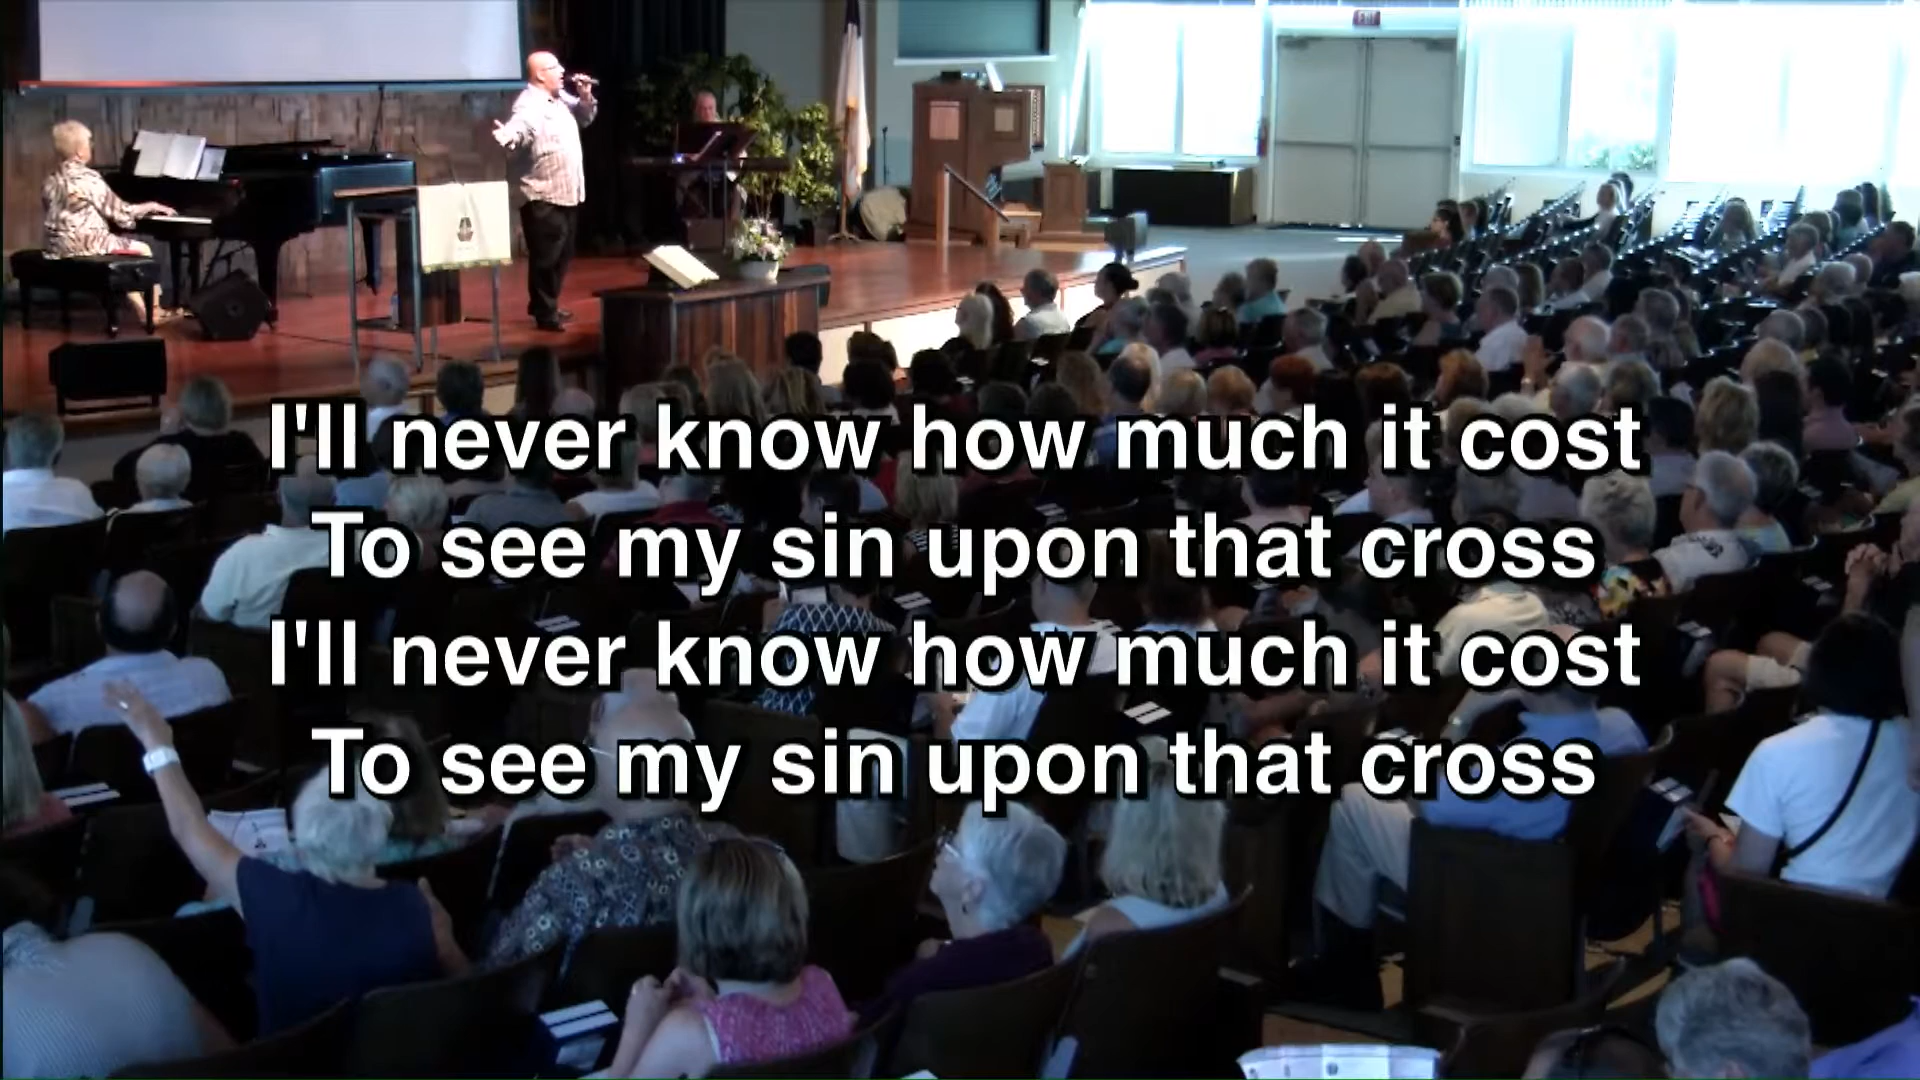 EXIT
I'll never know how much it cost
To see my sin upon that cross
I'll never know how much it cost
To see my sin upon that cross